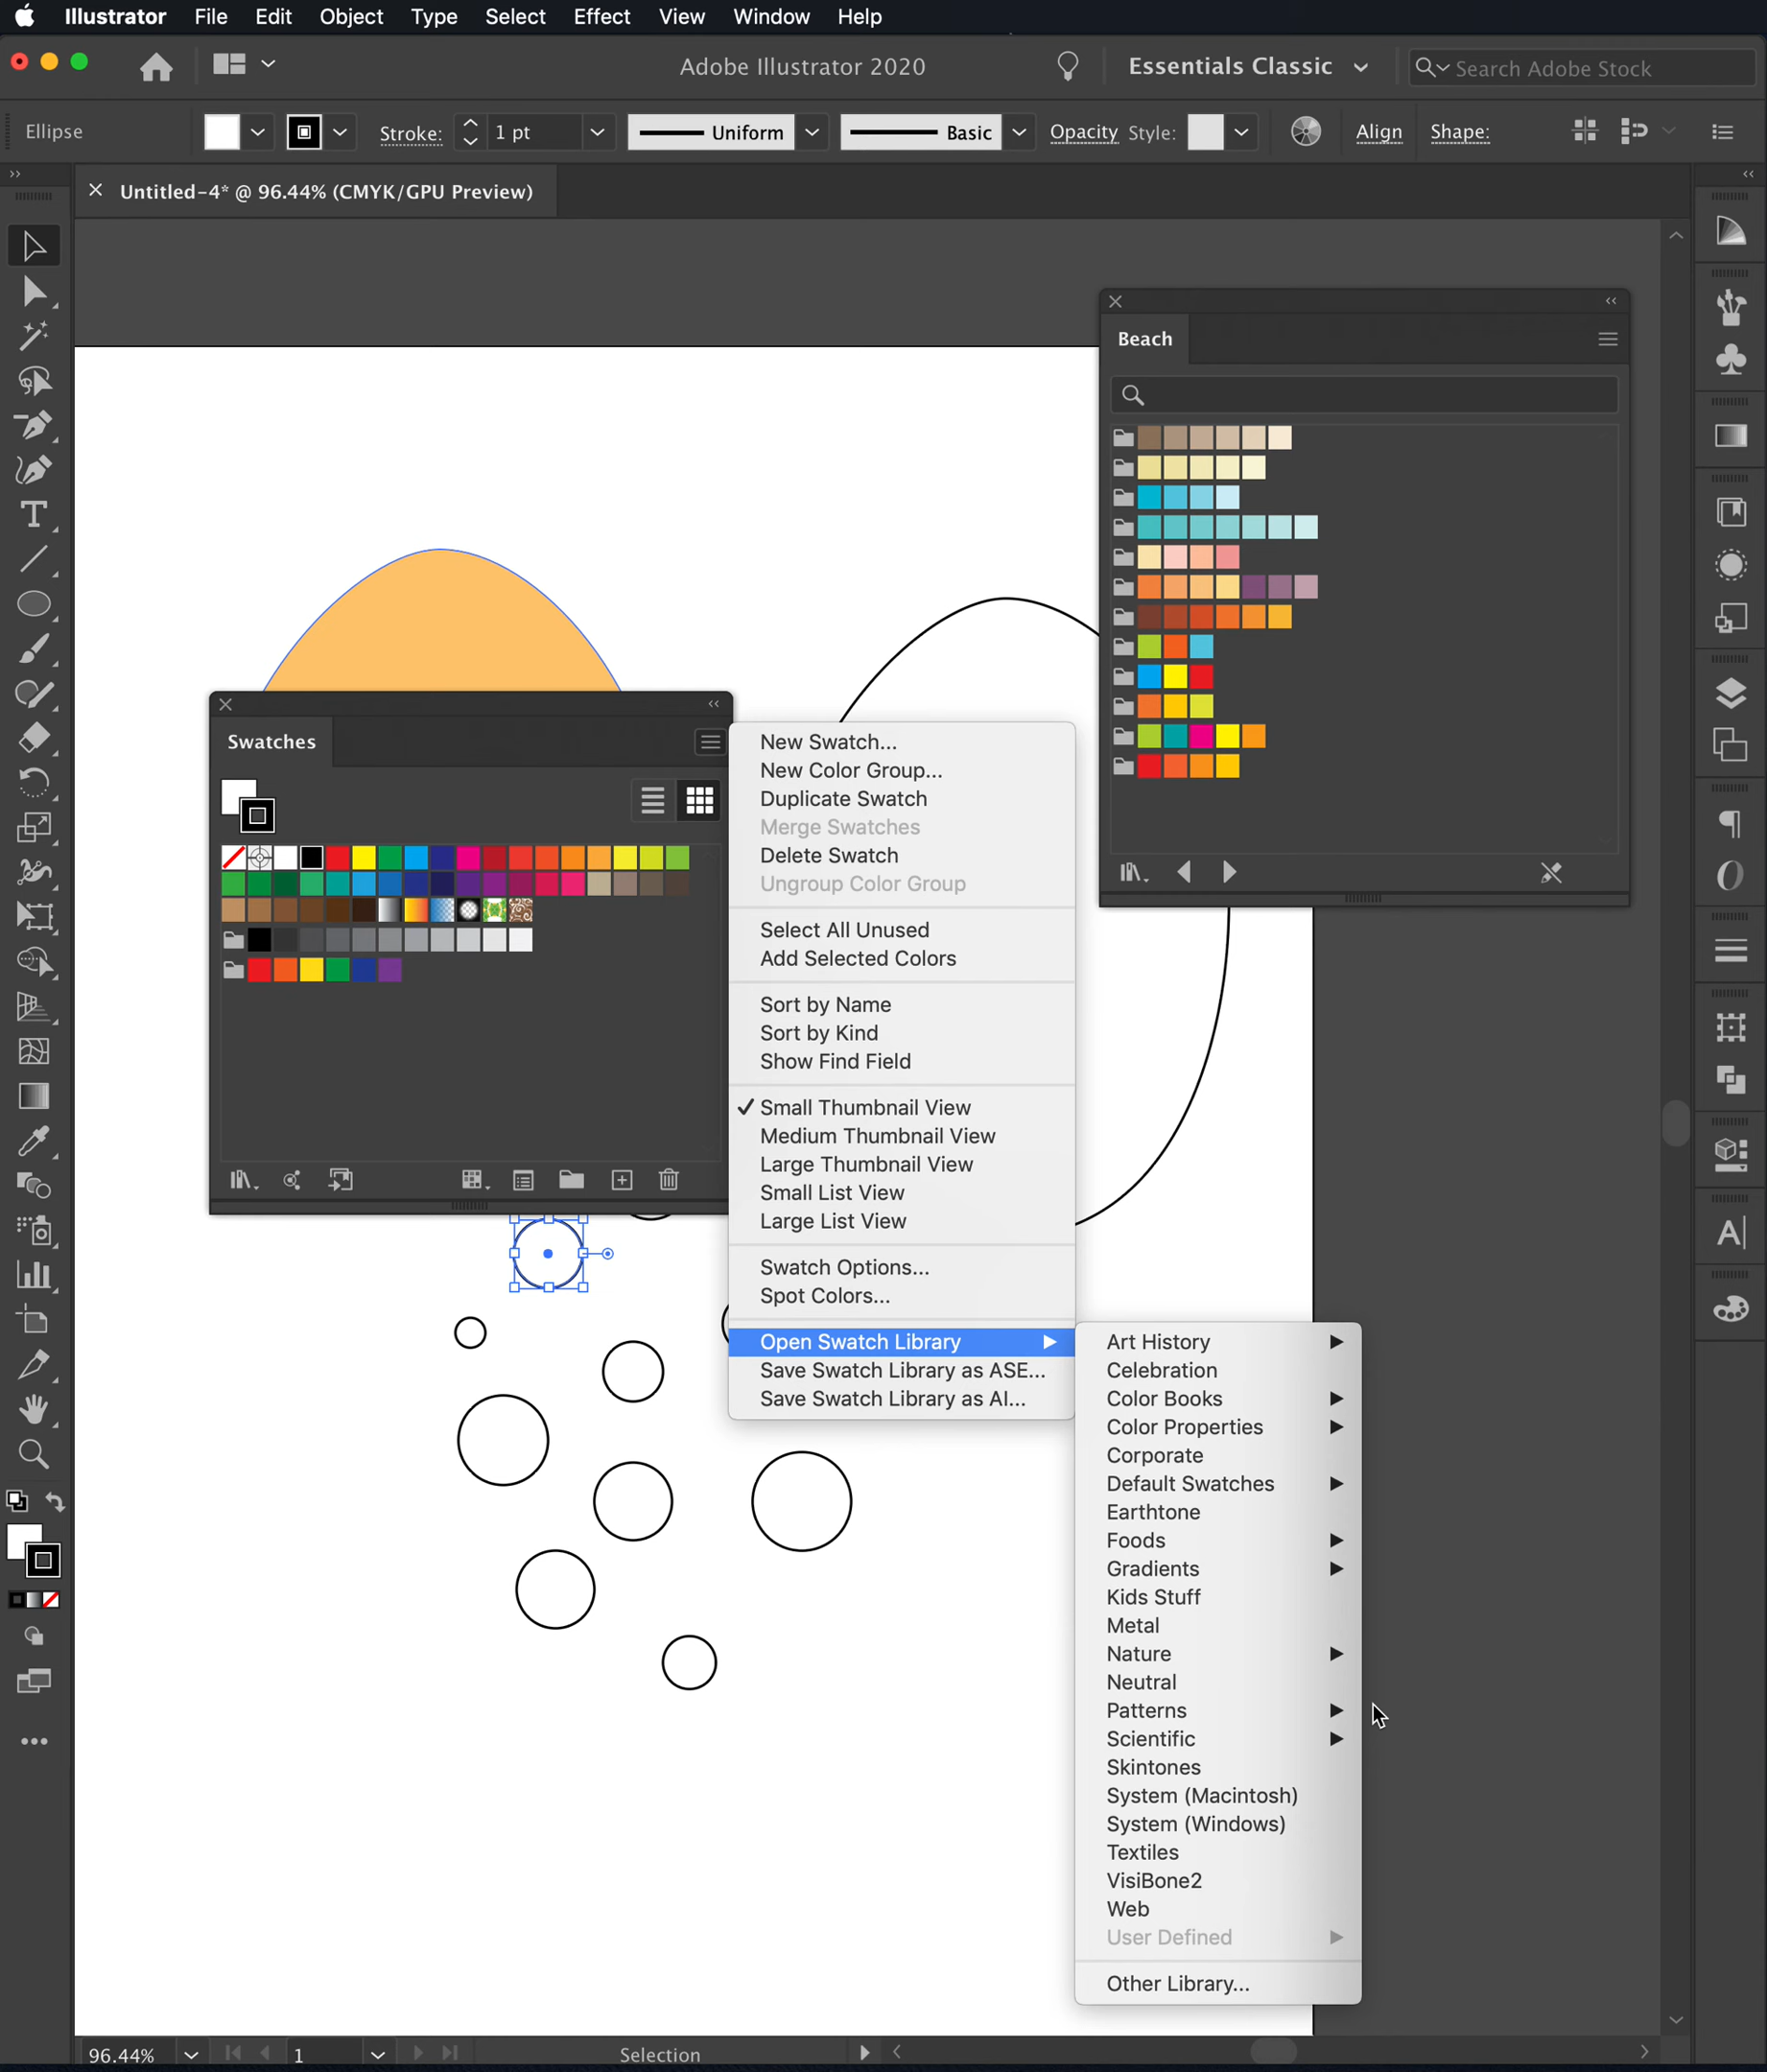 Illustrator File Edit Object Type Select Effect View Window Help
Adobe Illustrator 2020
Essentials Classic
Search Adobe Stock
Ellipse
Stroke:
1 pt
Uniform
Basic
Opacity
Style:
Align
Shape:
Untitled-4* @ 96.44% (CMYK/GPU Preview)
Beach
Swatches
New Swatch...
New Color Group...
Duplicate Swatch
Merge Swatches
Delete Swatch
Ungroup Color Group
Select All Unused
Add Selected Colors
Sort by Name
Sort by Kind
Show Find Field
Small Thumbnail View
Medium Thumbnail View
Large Thumbnail View
Small List View
Large List View
Swatch Options...
Spot Colors...
Open Swatch Library
Save Swatch Library as ASE...
Save Swatch Library as AI...
Art History
Celebration
Color Books
Color Properties
Corporate
Default Swatches
Earthtone
Foods
Gradients
Kids Stuff
Metal
Nature
Neutral
Patterns
Scientific
Skintones
System (Macintosh)
System (Windows)
Textiles
VisiBone2
Web
User Defined
Other Library...
96.44%
1
Selection